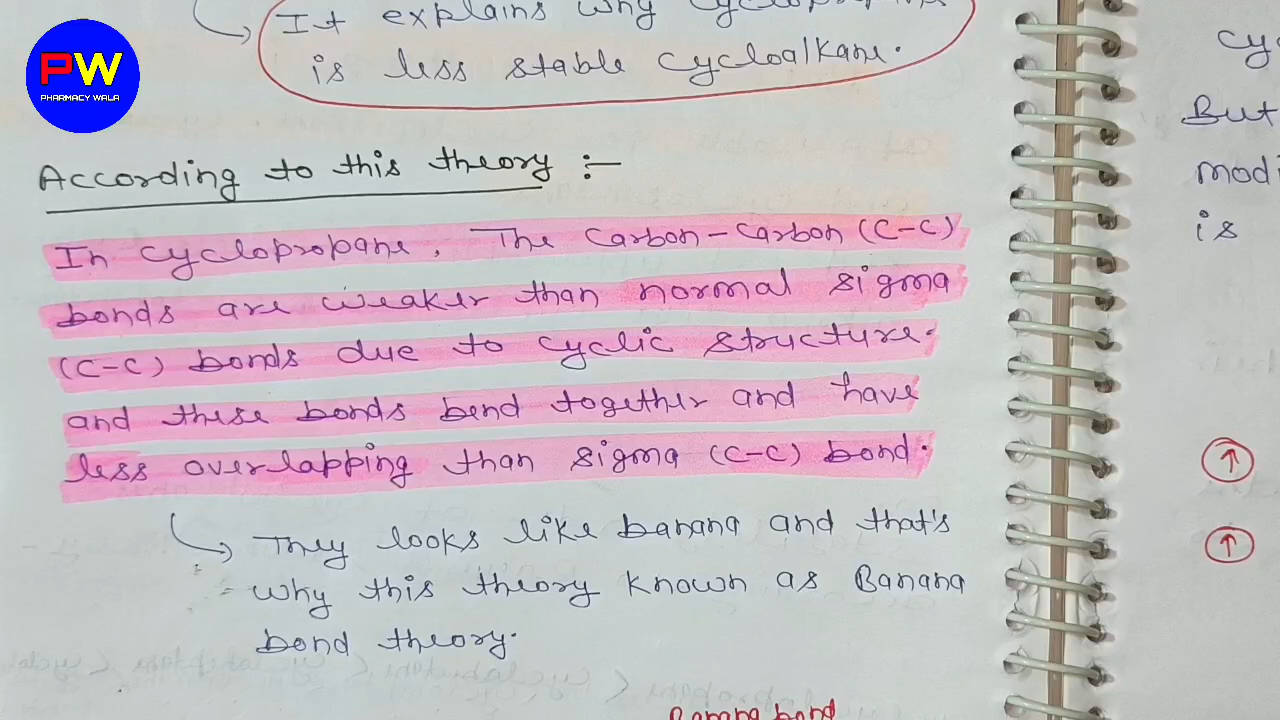 PW
PHARMACY WALA
It explains why
is less stable cycloalkane.
According to this theory :-
In cyclopropane, The Carbon-Carbon (C-C)
bonds are weaker than normal sigma
(C-C) bonds due to cyclic structure.
and these bonds bend together and have
less overlapping than sigma (C-C) bond.
They looks like banana and that's
why this theory known as Banana
bond theory.
Banana bond
But
is